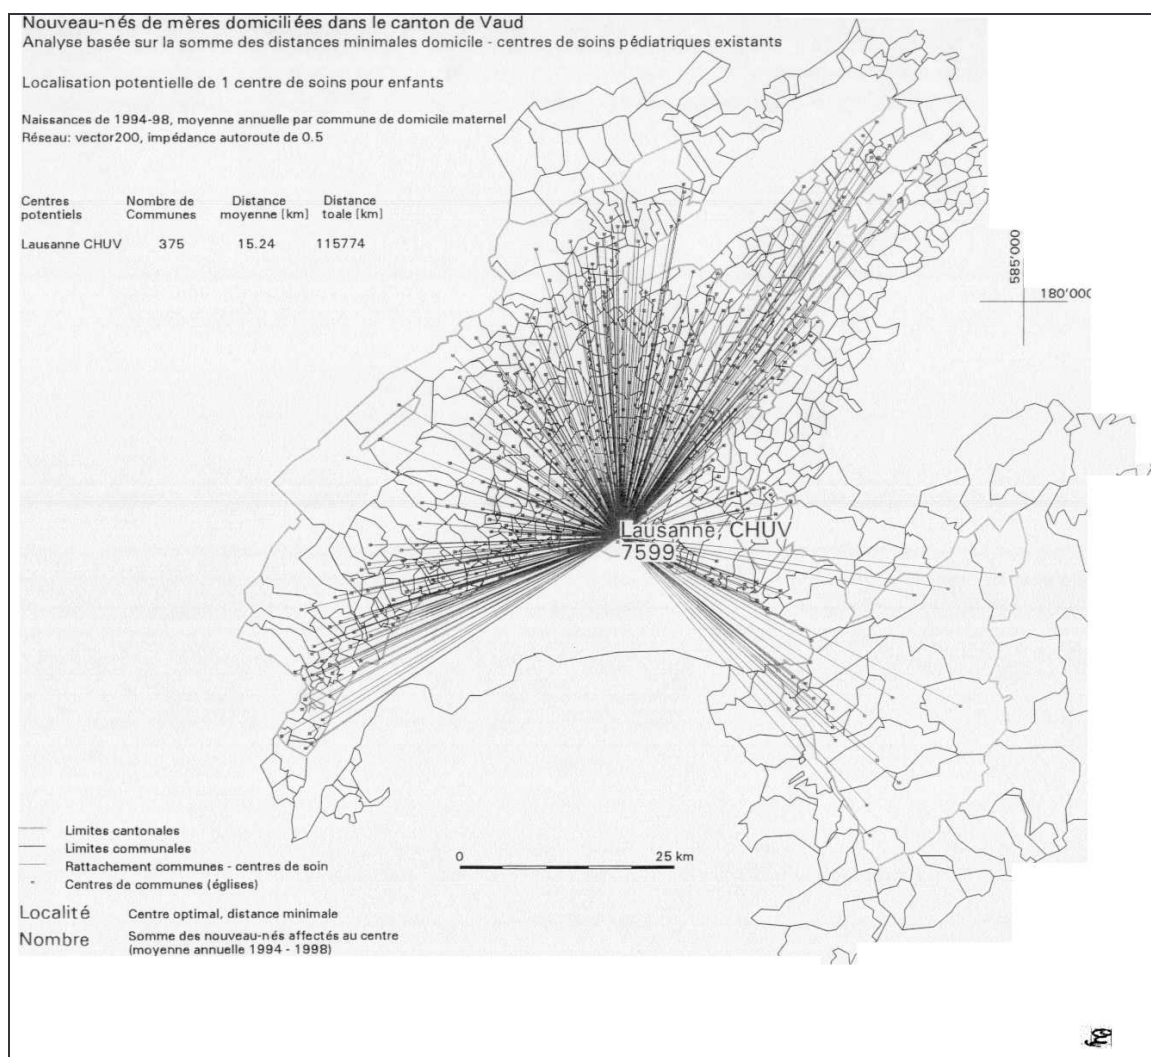 Nouveau-nés de mères domiciliées dans le canton de Vaud
Analyse basée sur la somme des distances minimales domicile - centres de soins pédiatriques existants
Localisation potentielle de 1 centre de soins pour enfants
Naissances de 1994-98, moyenne annuelle par commune de domicile maternel
Réseau: vector200, impédance autoroute de 0.5
Centres potentiels Nombre de Communes Distance moyenne [km] Distance toale [km]
Lausanne CHUV 375 15.24 115774
585'000
180'000
Lausanne, CHUV
7599
Limites cantonales
Limites communales
Rattachement communes - centres de soin
Centres de communes (églises)
0 25 km
Localité Centre optimal, distance minimale
Nombre Somme des nouveau-nés affectés au centre
(moyenne annuelle 1994 - 1998)